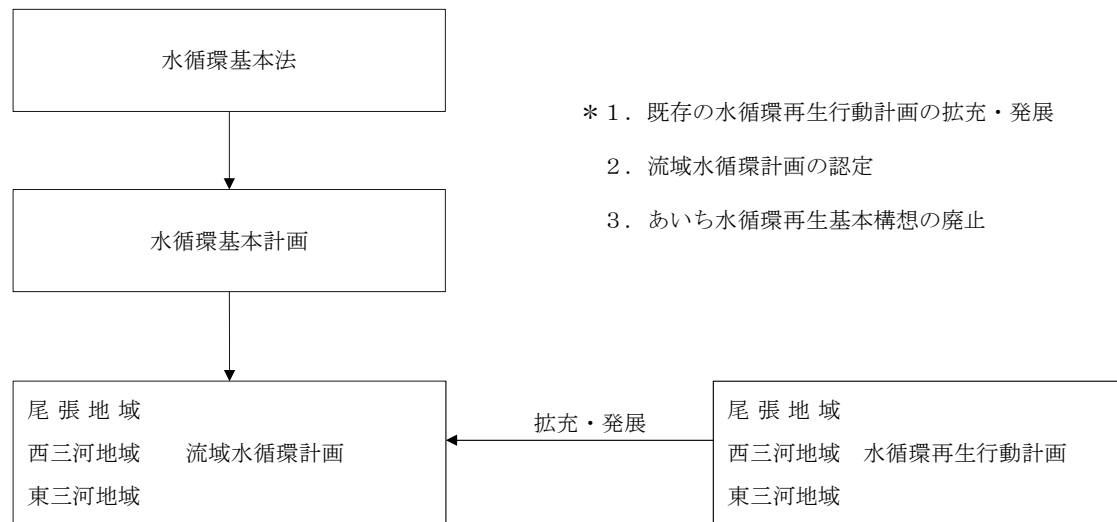 水循環基本法
＊１．既存の水循環再生行動計画の拡充・発展
２．流域水循環計画の認定
３．あいち水循環再生基本構想の廃止
水循環基本計画
尾 張 地 域
西三河地域 流域水循環計画
東三河地域
拡充・発展
尾 張 地 域
西三河地域 水循環再生行動計画
東三河地域